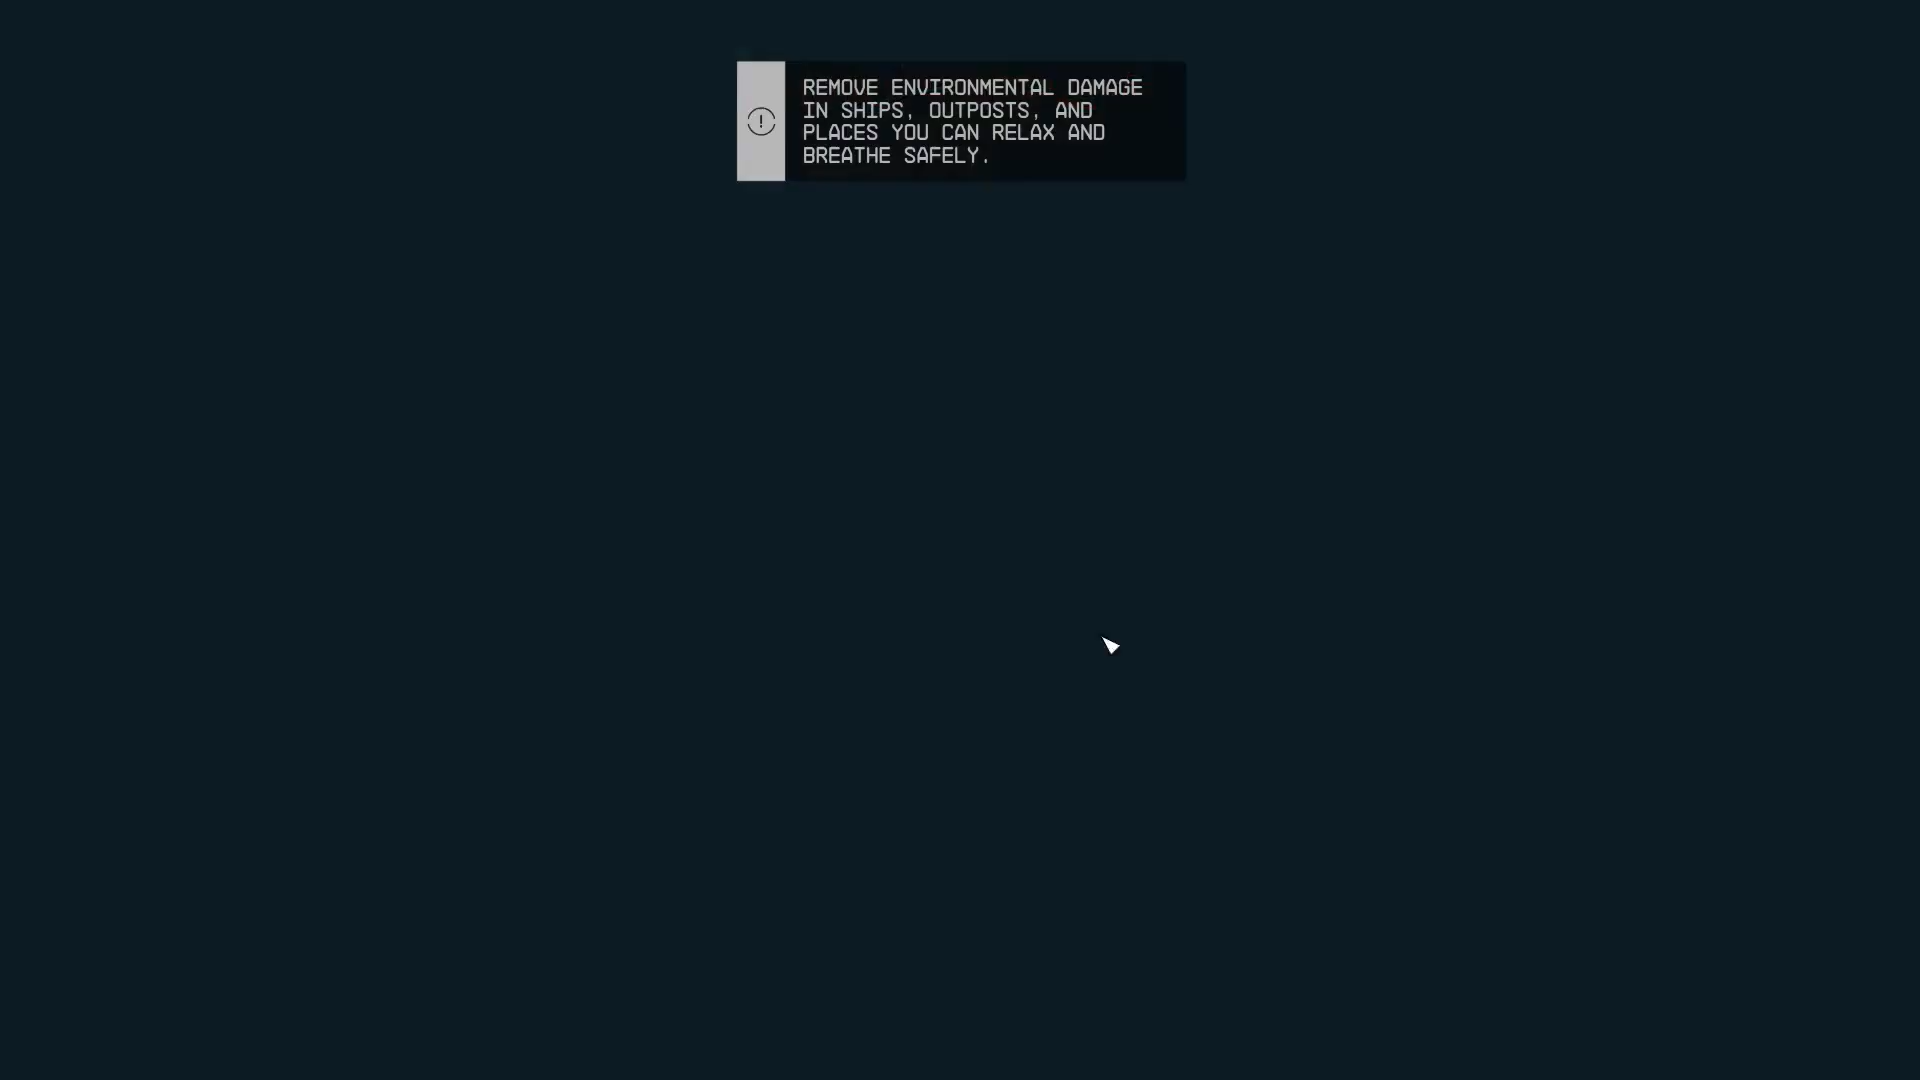 REMOVE ENVIRONMENTAL DAMAGE
IN SHIPS, OUTPOSTS, AND
PLACES YOU CAN RELAX AND
BREATHE SAFELY.